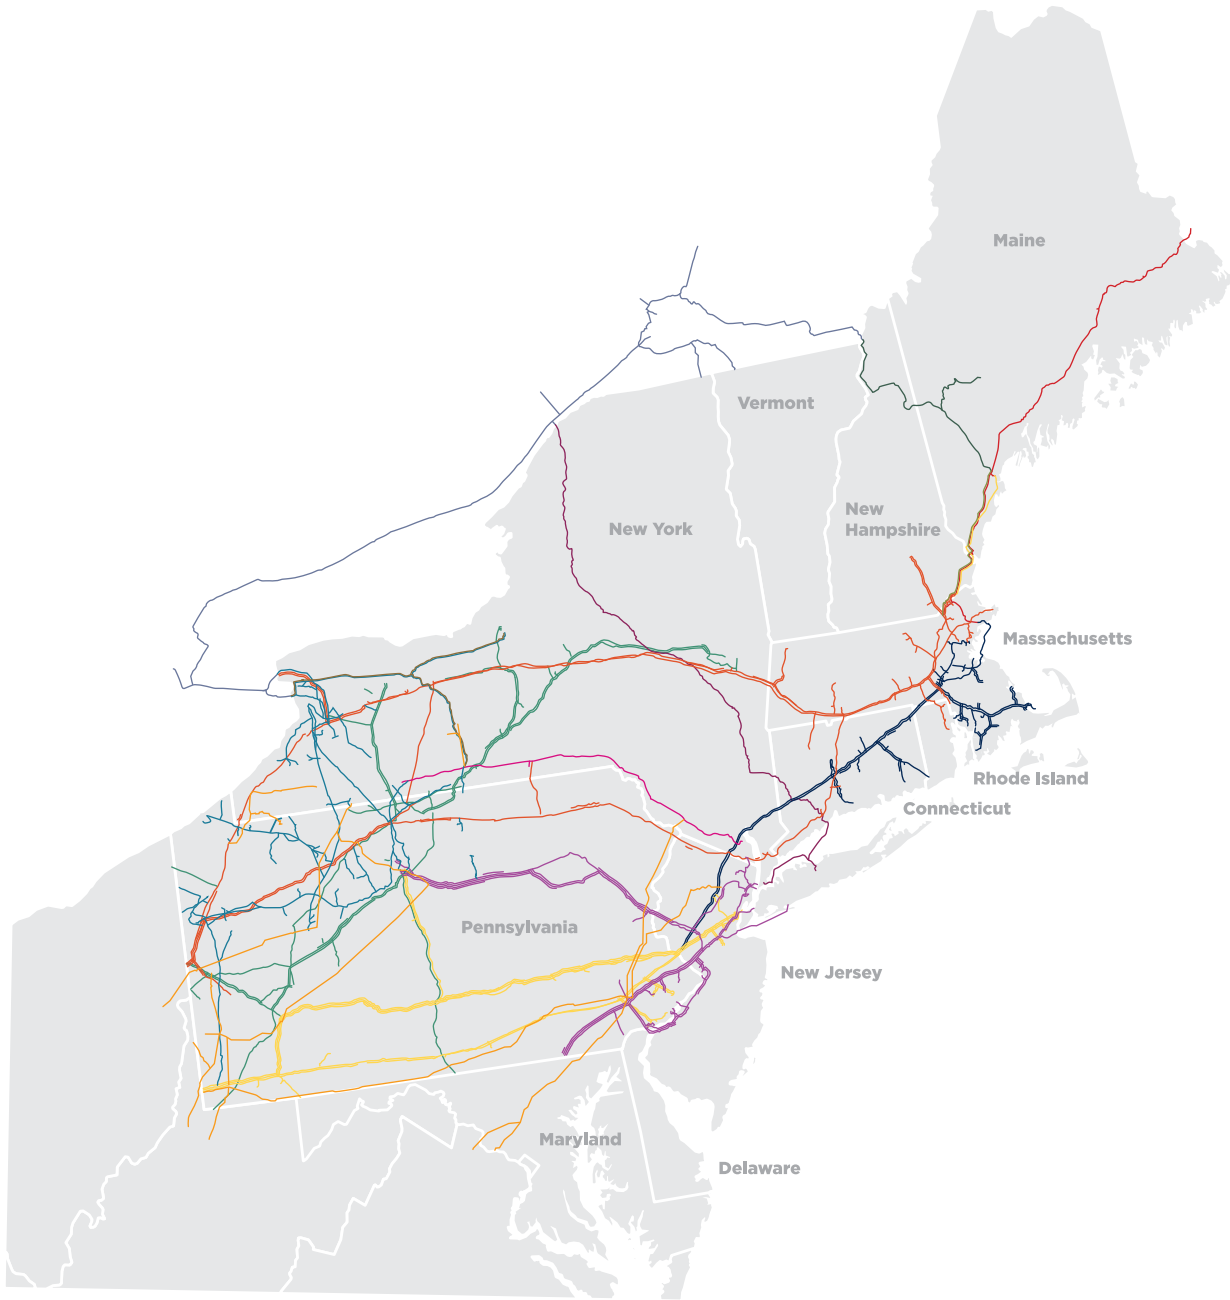 Maine
Vermont
New
Hampshire
New York
Massachusetts
Rhode Island
Connecticut
Pennsylvania
New Jersey
Maryland
Delaware